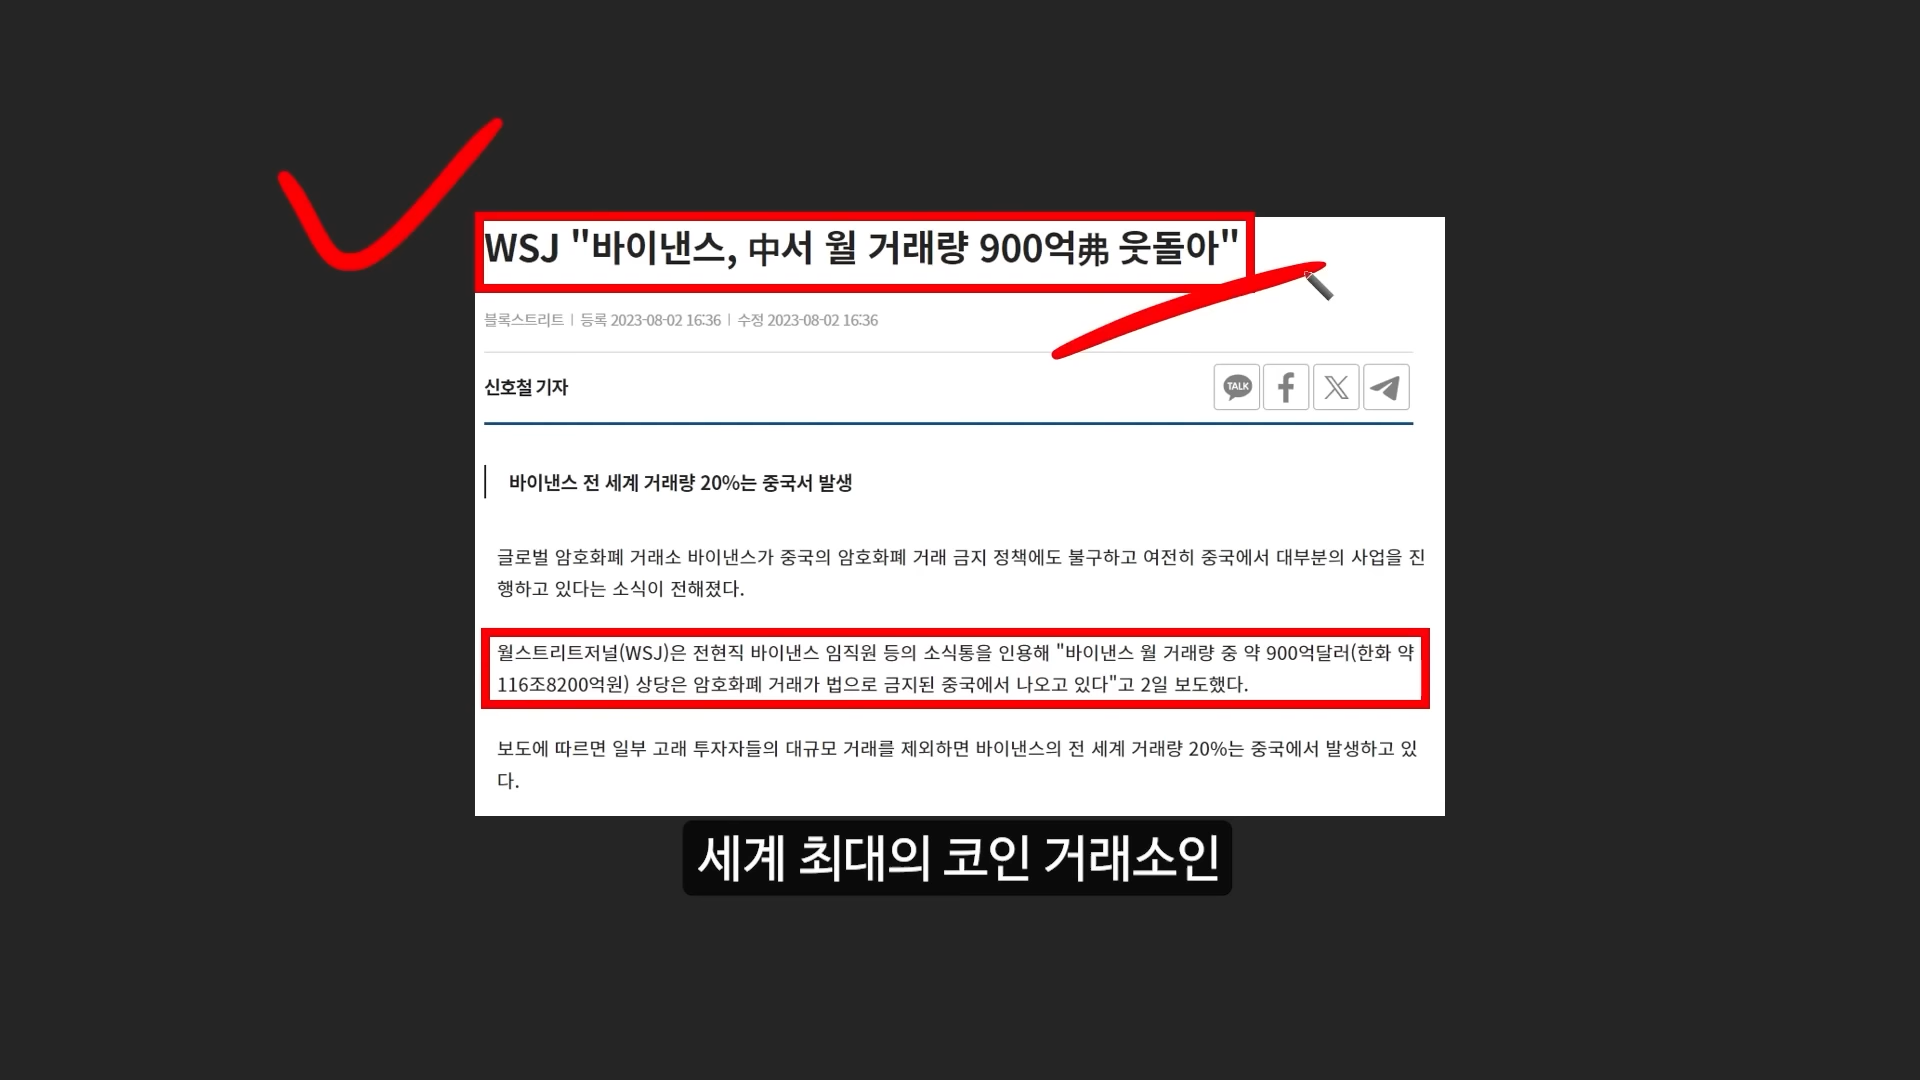 WSJ "바이낸스, 中서 월 거래량 900억弗 웃돌아"
블록스트리트 | 등록 2023-08-02 16:36 | 수정 2023-08-02 16:36
신호철 기자
TALK
바이낸스 전 세계 거래량 20%는 중국서 발생
글로벌 암호화폐 거래소 바이낸스가 중국의 암호화폐 거래 금지 정책에도 불구하고 여전히 중국에서 대부분의 사업을 진
행하고 있다는 소식이 전해졌다.
월스트리트저널(WSJ)은 전현직 바이낸스 임직원 등의 소식통을 인용해 "바이낸스 월 거래량 중 약 900억달러(한화 약
116조8200억원) 상당은 암호화폐 거래가 법으로 금지된 중국에서 나오고 있다"고 2일 보도했다.
보도에 따르면 일부 고래 투자자들의 대규모 거래를 제외하면 바이낸스의 전 세계 거래량 20%는 중국에서 발생하고 있
다.
세계 최대의 코인 거래소인